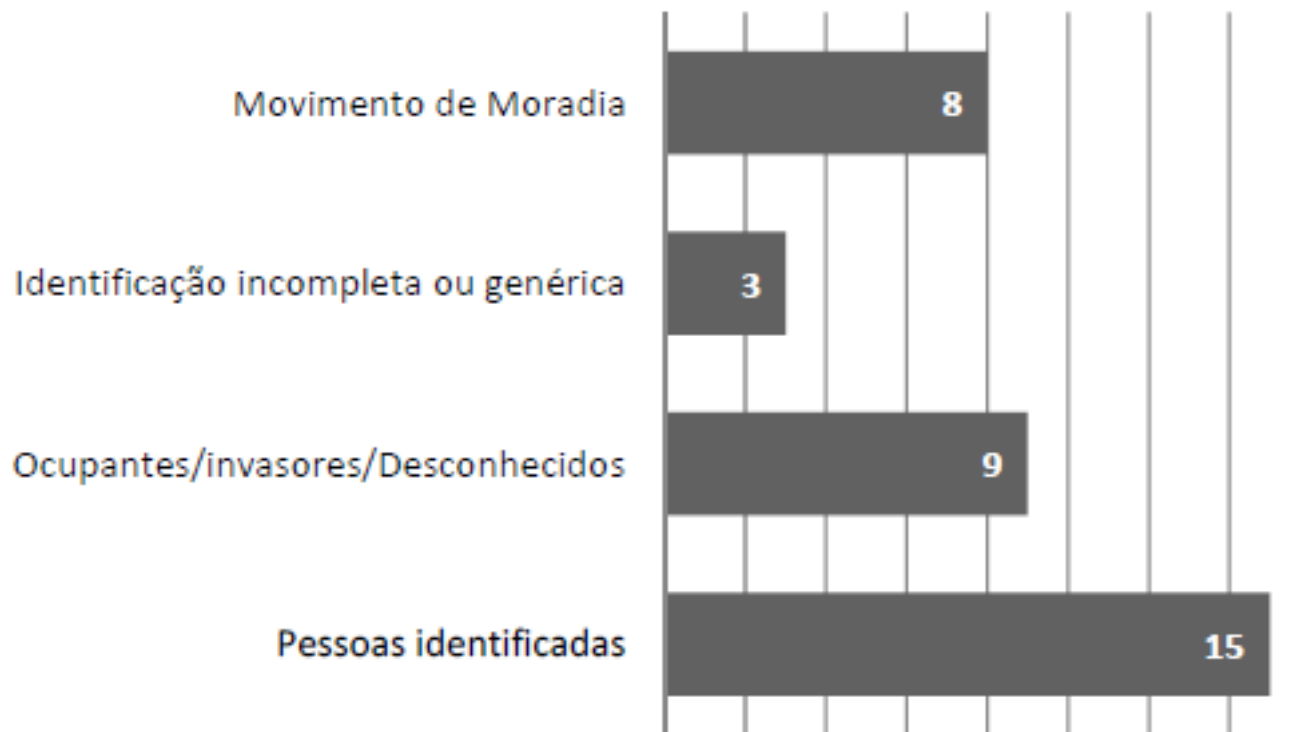 Movimento de Moradia 8
Identificação incompleta ou genérica 3
Ocupantes/invasores/Desconhecidos 9
Pessoas identificadas 15